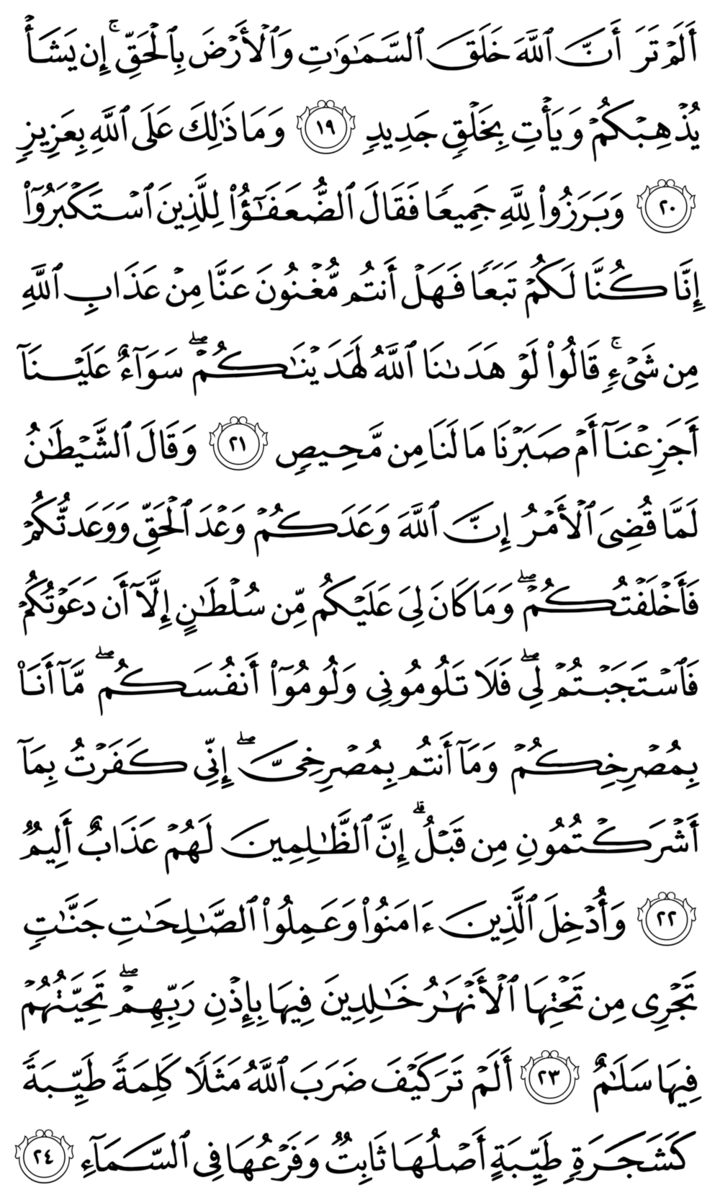 أَلَمْ تَرَ أَنَّ ٱللَّهَ خَلَقَ ٱلسَّمَٰوَٰتِ وَٱلْأَرْضَ بِٱلْحَقِّ ۚ إِن يَشَأْ
يُذْهِبْكُمْ وَيَأْتِ بِخَلْقٍ جَدِيدٍ ١٩ وَمَا ذَٰلِكَ عَلَى ٱللَّهِ بِعَزِيزٍ
٢٠ وَبَرَزُوا۟ لِلَّهِ جَمِيعًا فَقَالَ ٱلضُّعَفَٰٓؤُا۟ لِلَّذِينَ ٱسْتَكْبَرُوٓا۟
إِنَّا كُنَّا لَكُمْ تَبَعًا فَهَلْ أَنتُم مُّغْنُونَ عَنَّا مِنْ عَذَابِ ٱللَّهِ
مِن شَىْءٍ ۚ قَالُوا۟ لَوْ هَدَىٰنَا ٱللَّهُ لَهَدَيْنَٰكُمْ ۖ سَوَآءٌ عَلَيْنَآ
أَجَزِعْنَآ أَمْ صَبَرْنَا مَا لَنَا مِن مَّحِيصٍ ٢١ وَقَالَ ٱلشَّيْطَٰنُ
لَمَّا قُضِىَ ٱلْأَمْرُ إِنَّ ٱللَّهَ وَعَدَكُمْ وَعْدَ ٱلْحَقِّ وَوَعَدتُّكُمْ
فَأَخْلَفْتُكُمْ ۖ وَمَا كَانَ لِىَ عَلَيْكُم مِّن سُلْطَٰنٍ إِلَّآ أَن دَعَوْتُكُمْ
فَٱسْتَجَبْتُمْ لِى ۖ فَلَا تَلُومُونِى وَلُومُوٓا۟ أَنفُسَكُم ۖ مَّآ أَنَا۠
بِمُصْرِخِكُمْ وَمَآ أَنتُم بِمُصْرِخِىَّ ۖ إِنِّى كَفَرْتُ بِمَآ
أَشْرَكْتُمُونِ مِن قَبْلُ ۗ إِنَّ ٱلظَّٰلِمِينَ لَهُمْ عَذَابٌ أَلِيمٌ
٢٢ وَأُدْخِلَ ٱلَّذِينَ ءَامَنُوا۟ وَعَمِلُوا۟ ٱلصَّٰلِحَٰتِ جَنَّٰتٍ
تَجْرِى مِن تَحْتِهَا ٱلْأَنْهَٰرُ خَٰلِدِينَ فِيهَا بِإِذْنِ رَبِّهِمْ ۖ تَحِيَّتُهُمْ
فِيهَا سَلَٰمٌ ٢٣ أَلَمْ تَرَ كَيْفَ ضَرَبَ ٱللَّهُ مَثَلًا كَلِمَةً طَيِّبَةً
كَشَجَرَةٍ طَيِّبَةٍ أَصْلُهَا ثَابِتٌ وَفَرْعُهَا فِى ٱلسَّمَآءِ ٢٤